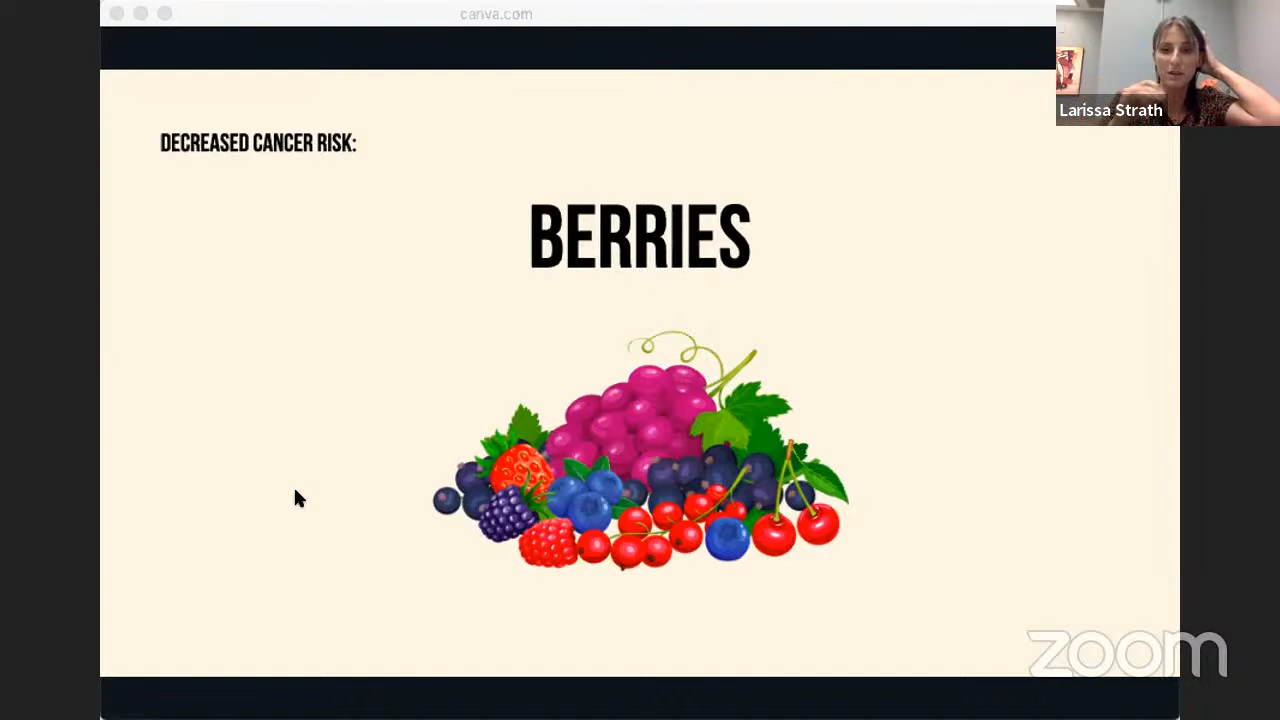 canva.com
Larissa Strath
DECREASED CANCER RISK:
BERRIES
zoom